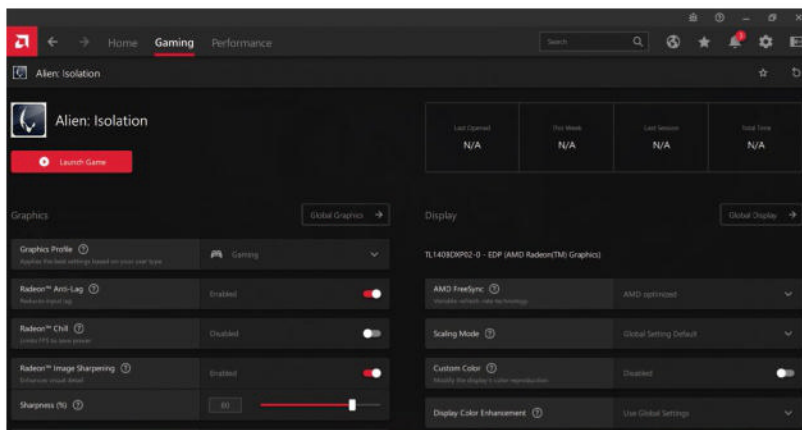 Home Gaming Performance Search
Alien: Isolation
Alien: Isolation
Launch Game
Last Opened This Week Last Session Total Time
N/A N/A N/A N/A
Graphics Global Graphics
Display Global Display
Graphics Profile Gaming
Applies the best settings based on your user type
Radeon™ Anti-Lag Enabled
Reduces input lag
Radeon™ Chill Disabled
Limits FPS to save power
Radeon™ Image Sharpening Enabled
Enhances visual detail
Sharpness (%)
TL140BDXP02-0 - EDP (AMD Radeon(TM) Graphics)
AMD FreeSync AMD optimized
Variable refresh rate technology
Scaling Mode Global Setting Default
Custom Color Disabled
Modify the display's color reproduction
Display Color Enhancement Use Global Settings